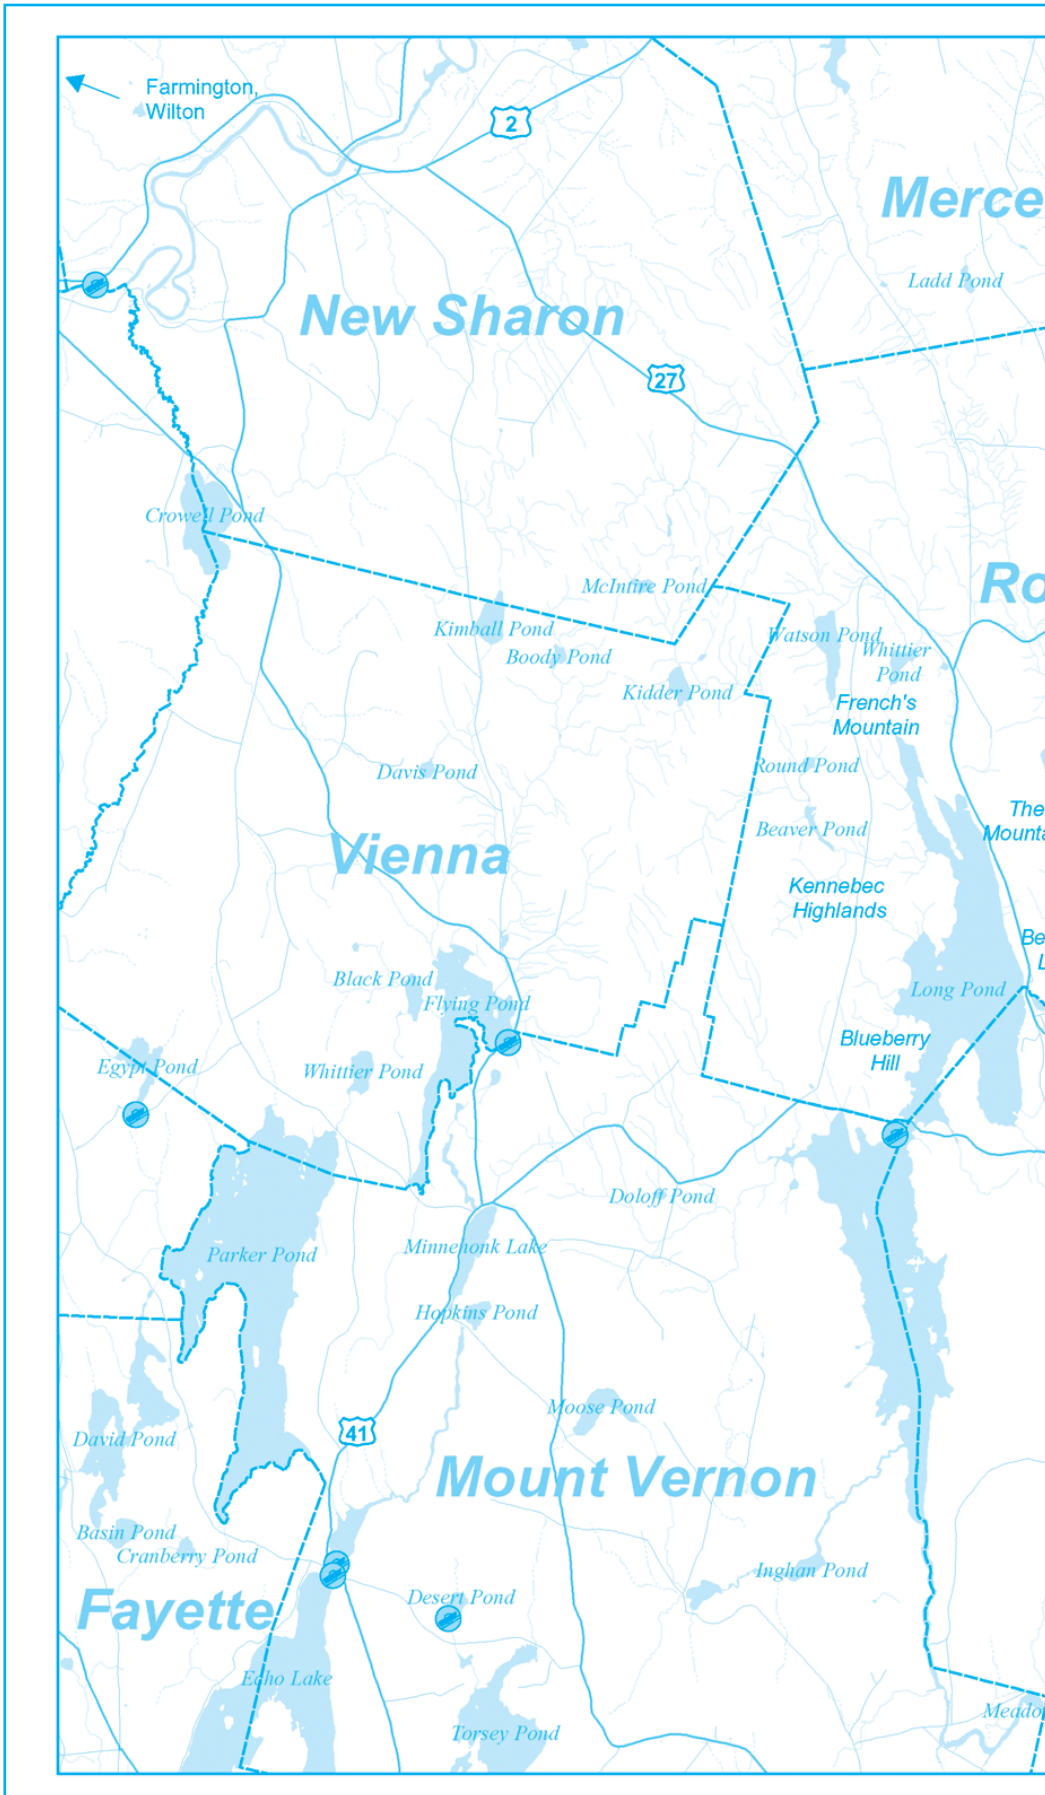 Farmington,
Wilton
2
Merce
Ladd Pond
New Sharon
27
Crowell Pond
McIntire Pond
Ro
Kimball Pond
Watson Pond
Boody Pond
Whittier
Pond
Kidder Pond
French's
Mountain
Round Pond
Davis Pond
The
Mounta
Beaver Pond
Vienna
Kennebec
Highlands
Be
L
Black Pond
Long Pond
Flying Pond
Blueberry
Hill
Egypt Pond
Whittier Pond
Doloff Pond
Minnehonk Lake
Parker Pond
Hopkins Pond
Moose Pond
41
David Pond
Mount Vernon
Basin Pond
Cranberry Pond
Inghan Pond
Desert Pond
Fayette
Echo Lake
Meado
Torsey Pond